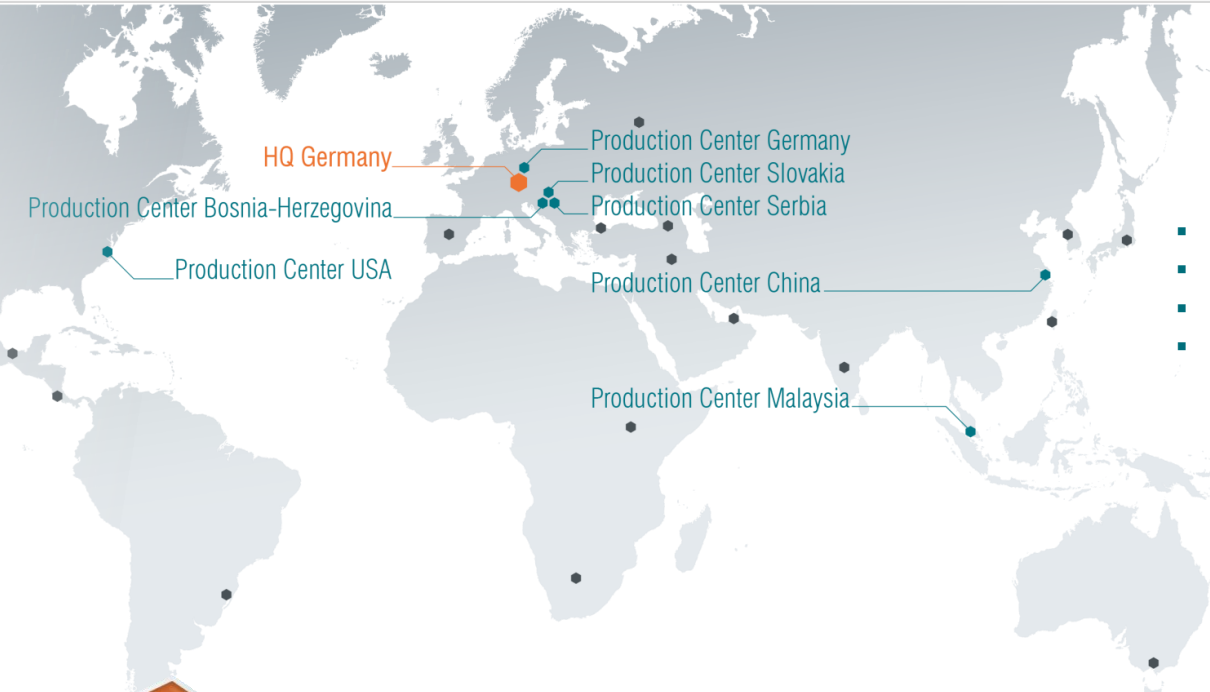 HQ Germany
Production Center Germany
Production Center Slovakia
Production Center Bosnia-Herzegovina
Production Center Serbia
Production Center USA
Production Center China
Production Center Malaysia